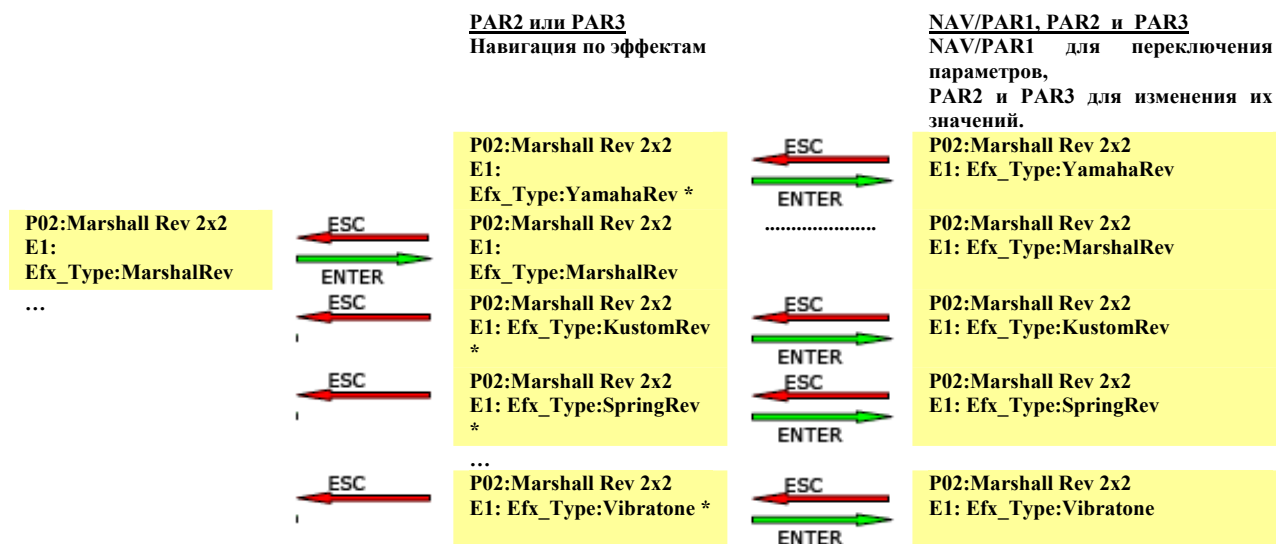 PAR2 или PAR3
Навигация по эффектам
NAV/PAR1, PAR2 и PAR3
NAV/PAR1 для переключения
параметров,
PAR2 и PAR3 для изменения их
значений.
P02:Marshall Rev 2x2
E1:
Efx_Type:YamahaRev *
ESC
ENTER
P02:Marshall Rev 2x2
E1: Efx_Type:YamahaRev
P02:Marshall Rev 2x2
E1:
Efx_Type:MarshalRev
ESC
ENTER
P02:Marshall Rev 2x2
E1:
Efx_Type:MarshalRev
......................
P02:Marshall Rev 2x2
E1: Efx_Type:MarshalRev
…
ESC
P02:Marshall Rev 2x2
E1: Efx_Type:KustomRev
*
ESC
ENTER
P02:Marshall Rev 2x2
E1: Efx_Type:KustomRev
ESC
P02:Marshall Rev 2x2
E1: Efx_Type:SpringRev
*
ESC
ENTER
P02:Marshall Rev 2x2
E1: Efx_Type:SpringRev
…
ESC
P02:Marshall Rev 2x2
E1: Efx_Type:Vibratone *
ESC
ENTER
P02:Marshall Rev 2x2
E1: Efx_Type:Vibratone